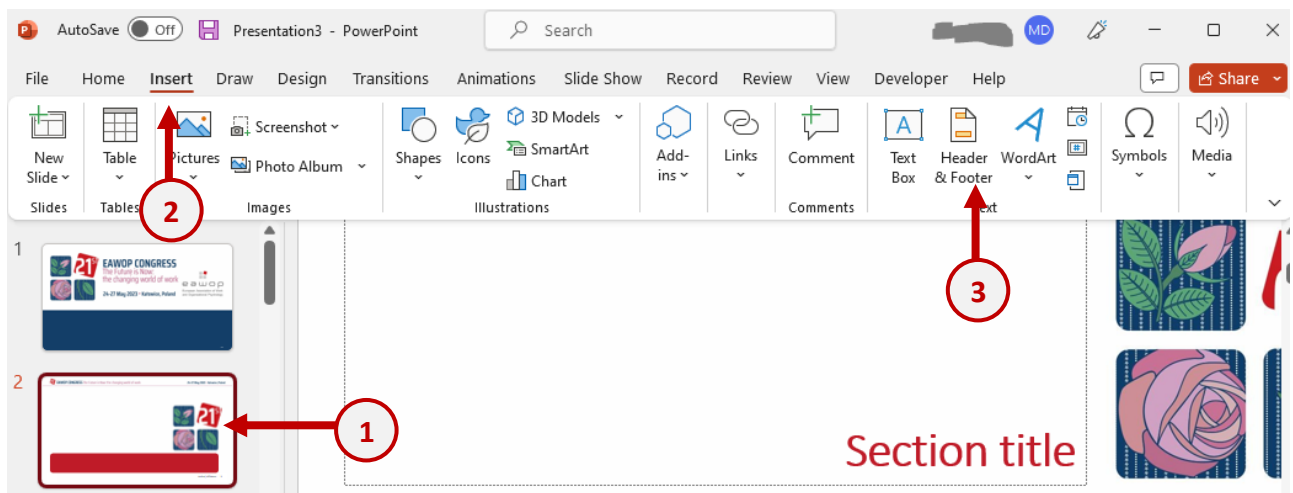 AutoSave Off Presentation3 - PowerPoint Search MD
File Home Insert Draw Design Transitions Animations Slide Show Record Review View Developer Help Share
New Slide
Table
Pictures
Screenshot
Photo Album
Shapes
Icons
3D Models
SmartArt
Chart
Add-
ins
Links
Comment
Text
Box
Header
& Footer
WordArt
Symbols
Media
Slides Tables Images Illustrations Comments
2
3
1
21st
EAWOP CONGRESS
The Future is Now:
the changing world of work
24-27 May 2023 - Katowice, Poland
eawop
2
21
1
Section title